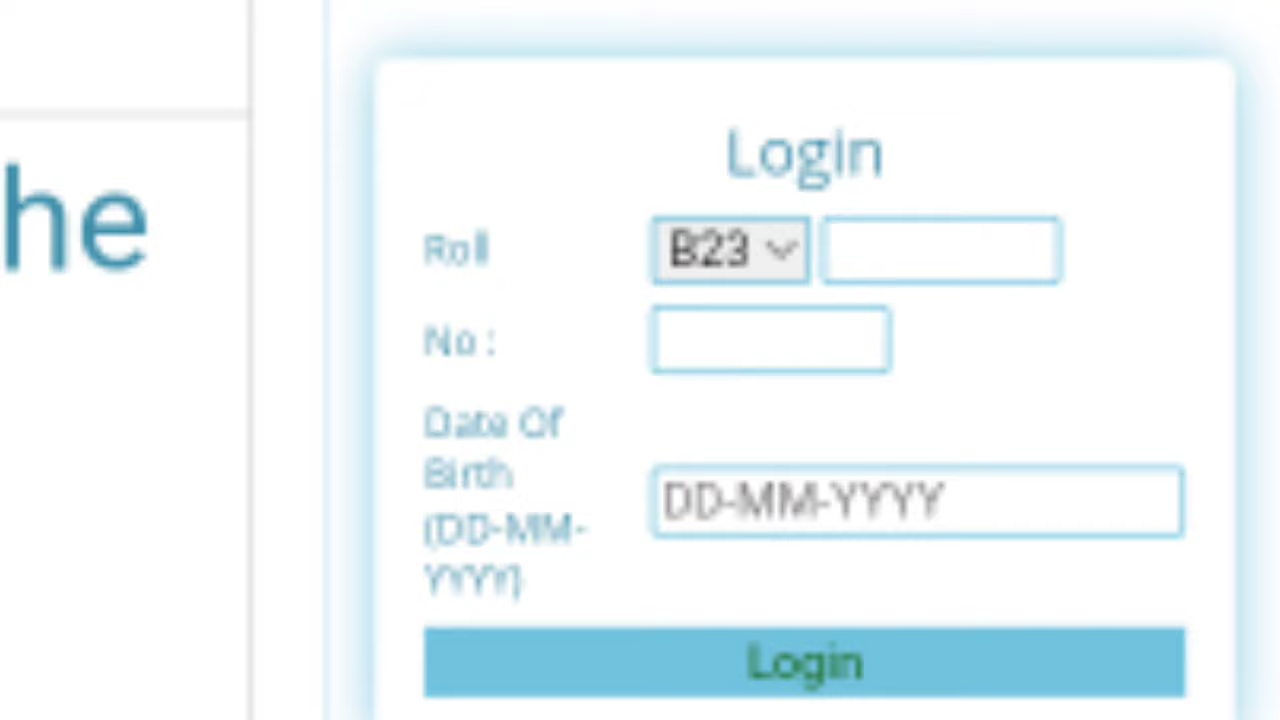 he
Login
Roll B23
No :
Date Of
Birth
(DD-MM-
YYYY)
DD-MM-YYYY
Login